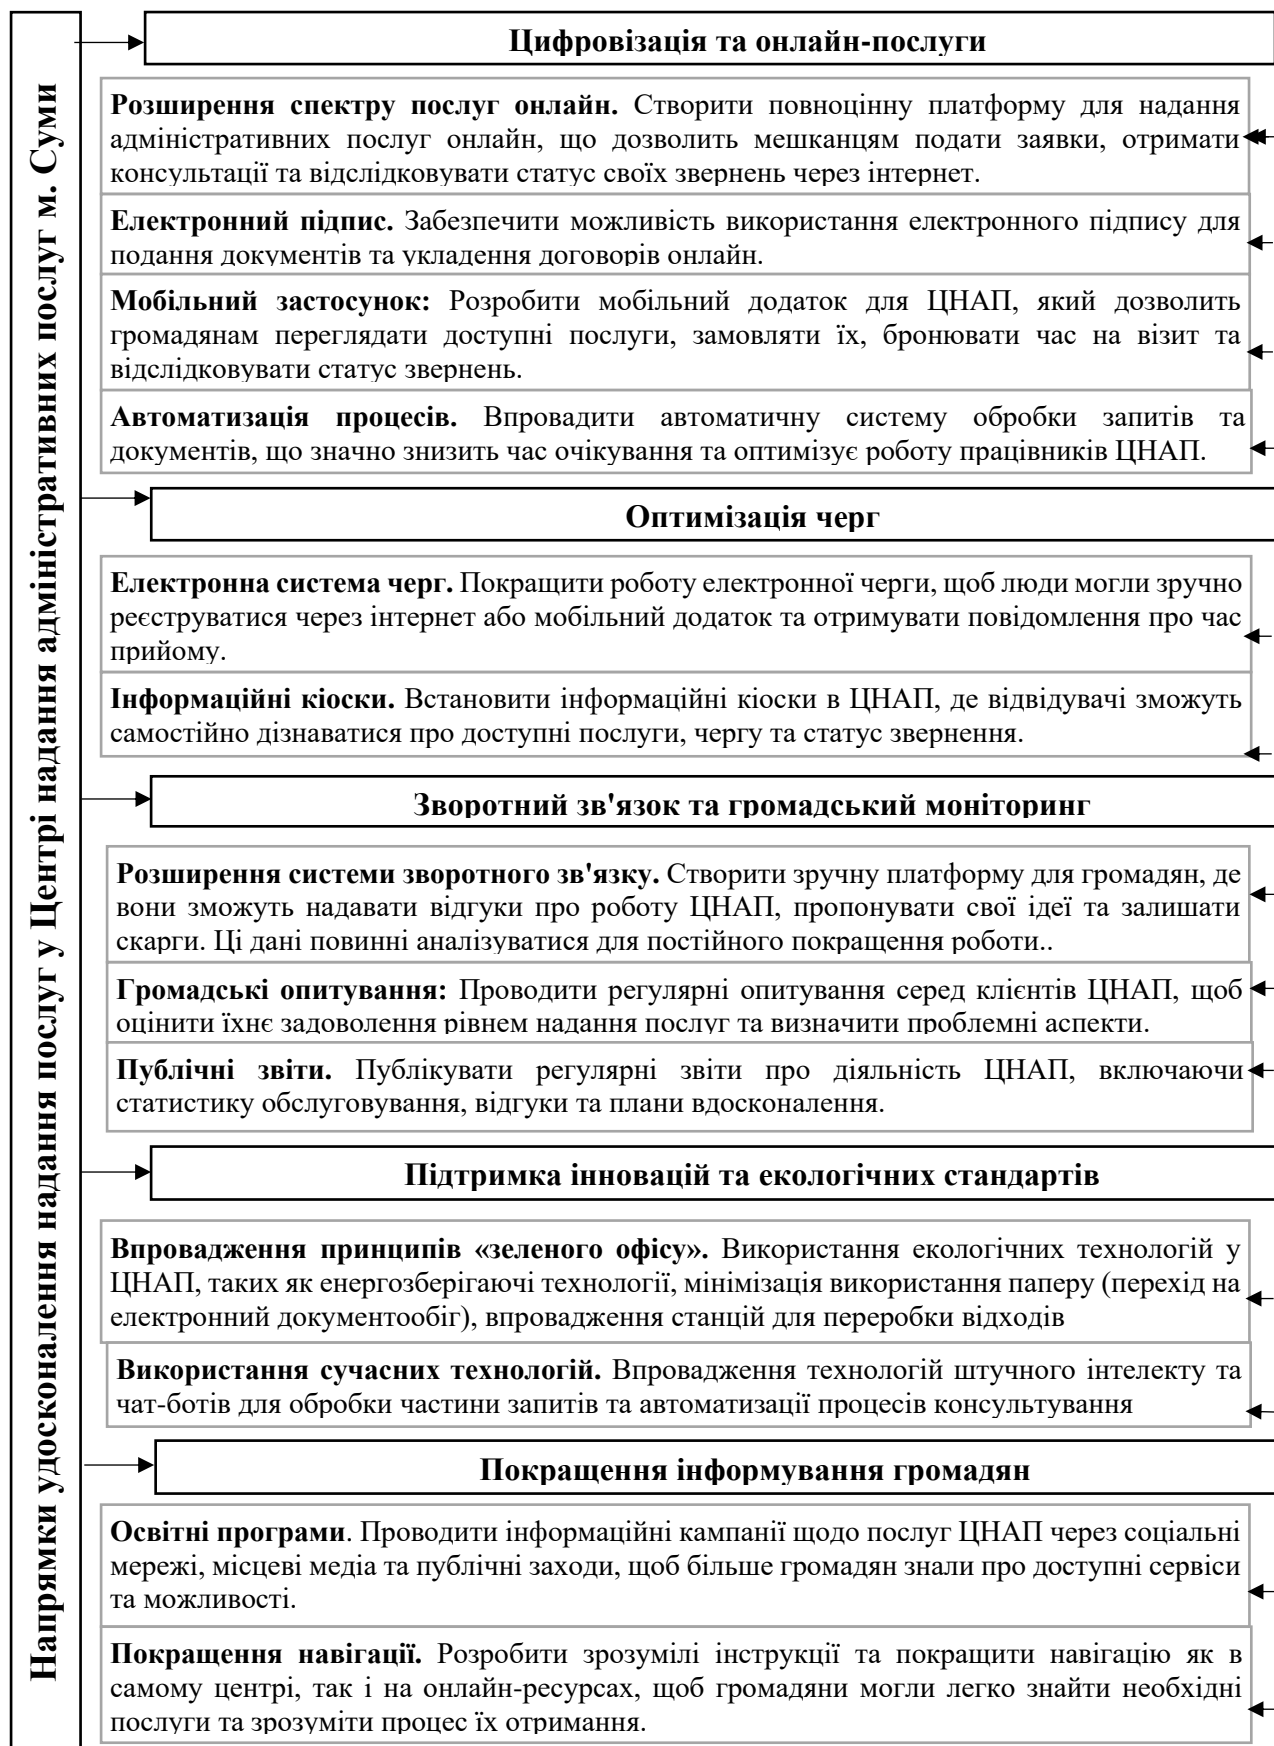 Напрямки удосконалення надання послуг у Центрі надання адміністративних послуг м. Суми
Цифровізація та онлайн-послуги
Розширення спектру послуг онлайн. Створити повноцінну платформу для надання
адміністративних послуг онлайн, що дозволить мешканцям подати заявки, отримати
консультації та відслідковувати статус своїх звернень через інтернет.
Електронний підпис. Забезпечити можливість використання електронного підпису для
подання документів та укладення договорів онлайн.
Мобільний застосунок: Розробити мобільний додаток для ЦНАП, який дозволить
громадянам переглядати доступні послуги, замовляти їх, бронювати час на візит та
відслідковувати статус звернень.
Автоматизація процесів. Впровадити автоматичну систему обробки запитів та
документів, що значно знизить час очікування та оптимізує роботу працівників ЦНАП.
Оптимізація черг
Електронна система черг. Покращити роботу електронної черги, щоб люди могли зручно
реєструватися через інтернет або мобільний додаток та отримувати повідомлення про час
прийому.
Інформаційні кіоски. Встановити інформаційні кіоски в ЦНАП, де відвідувачі зможуть
самостійно дізнаватися про доступні послуги, чергу та статус звернення.
Зворотний зв'язок та громадський моніторинг
Розширення системи зворотного зв'язку. Створити зручну платформу для громадян, де
вони зможуть надавати відгуки про роботу ЦНАП, пропонувати свої ідеї та залишати
скарги. Ці дані повинні аналізуватися для постійного покращення роботи..
Громадські опитування: Проводити регулярні опитування серед клієнтів ЦНАП, щоб
оцінити їхнє задоволення рівнем надання послуг та визначити проблемні аспекти.
Публічні звіти. Публікувати регулярні звіти про діяльність ЦНАП, включаючи
статистику обслуговування, відгуки та плани вдосконалення.
Підтримка інновацій та екологічних стандартів
Впровадження принципів «зеленого офісу». Використання екологічних технологій у
ЦНАП, таких як енергозберігаючі технології, мінімізація використання паперу (перехід на
електронний документообіг), впровадження станцій для переробки відходів
Використання сучасних технологій. Впровадження технологій штучного інтелекту та
чат-ботів для обробки частини запитів та автоматизації процесів консультування
Покращення інформування громадян
Освітні програми. Проводити інформаційні кампанії щодо послуг ЦНАП через соціальні
мережі, місцеві медіа та публічні заходи, щоб більше громадян знали про доступні сервіси
та можливості.
Покращення навігації. Розробити зрозумілі інструкції та покращити навігацію як в
самому центрі, так і на онлайн-ресурсах, щоб громадяни могли легко знайти необхідні
послуги та зрозуміти процес їх отримання.